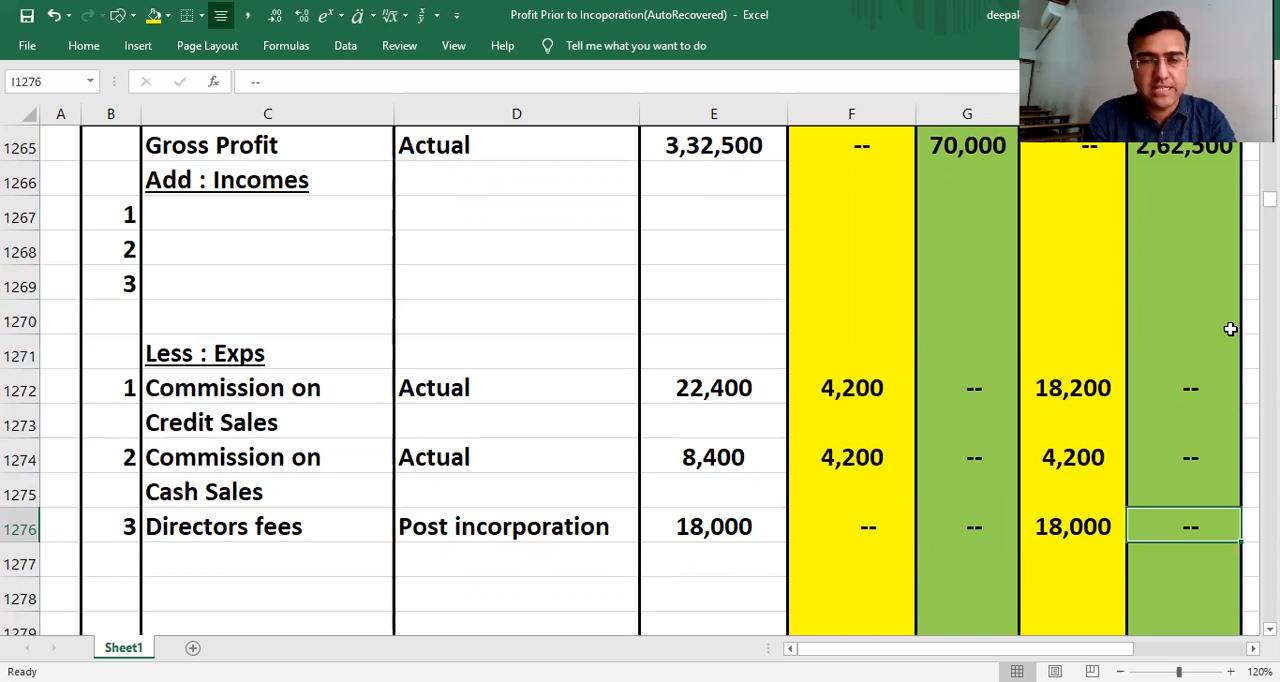 Profit Prior to Incoporation(AutoRecovered) - Excel
deepak
File Home Insert Page Layout Formulas Data Review View Help Tell me what you want to do
I1276 fx --
A B C D E F G
1265 Gross Profit Actual 3,32,500 -- 70,000 -- 2,62,500
1266 Add : Incomes
1267 1
1268 2
1269 3
1270
1271 Less : Exps
1272 1 Commission on Actual 22,400 4,200 -- 18,200 --
1273 Credit Sales
1274 2 Commission on Actual 8,400 4,200 -- 4,200 --
1275 Cash Sales
1276 3 Directors fees Post incorporation 18,000 -- -- 18,000 --
1277
1278
1279
Sheet1
Ready 120%